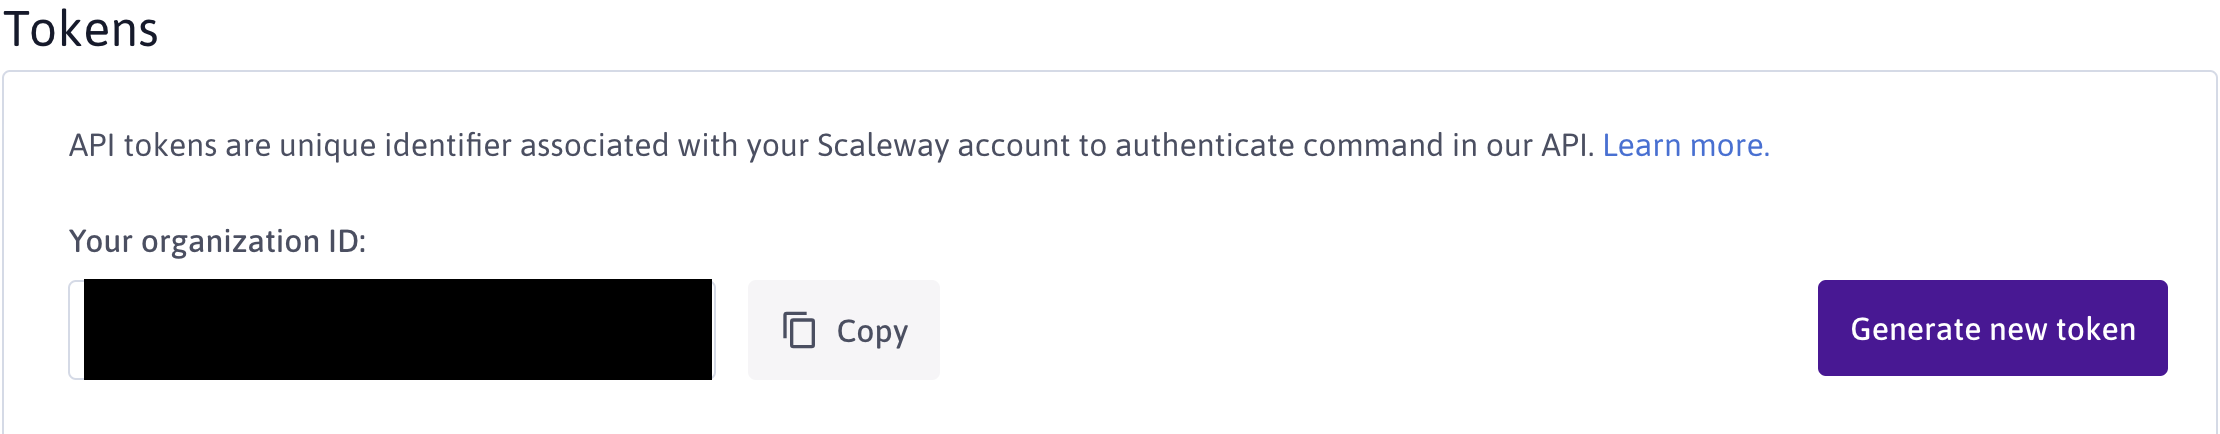 Tokens
API tokens are unique identifier associated with your Scaleway account to authenticate command in our API. Learn more.
Your organization ID:
Copy
Generate new token